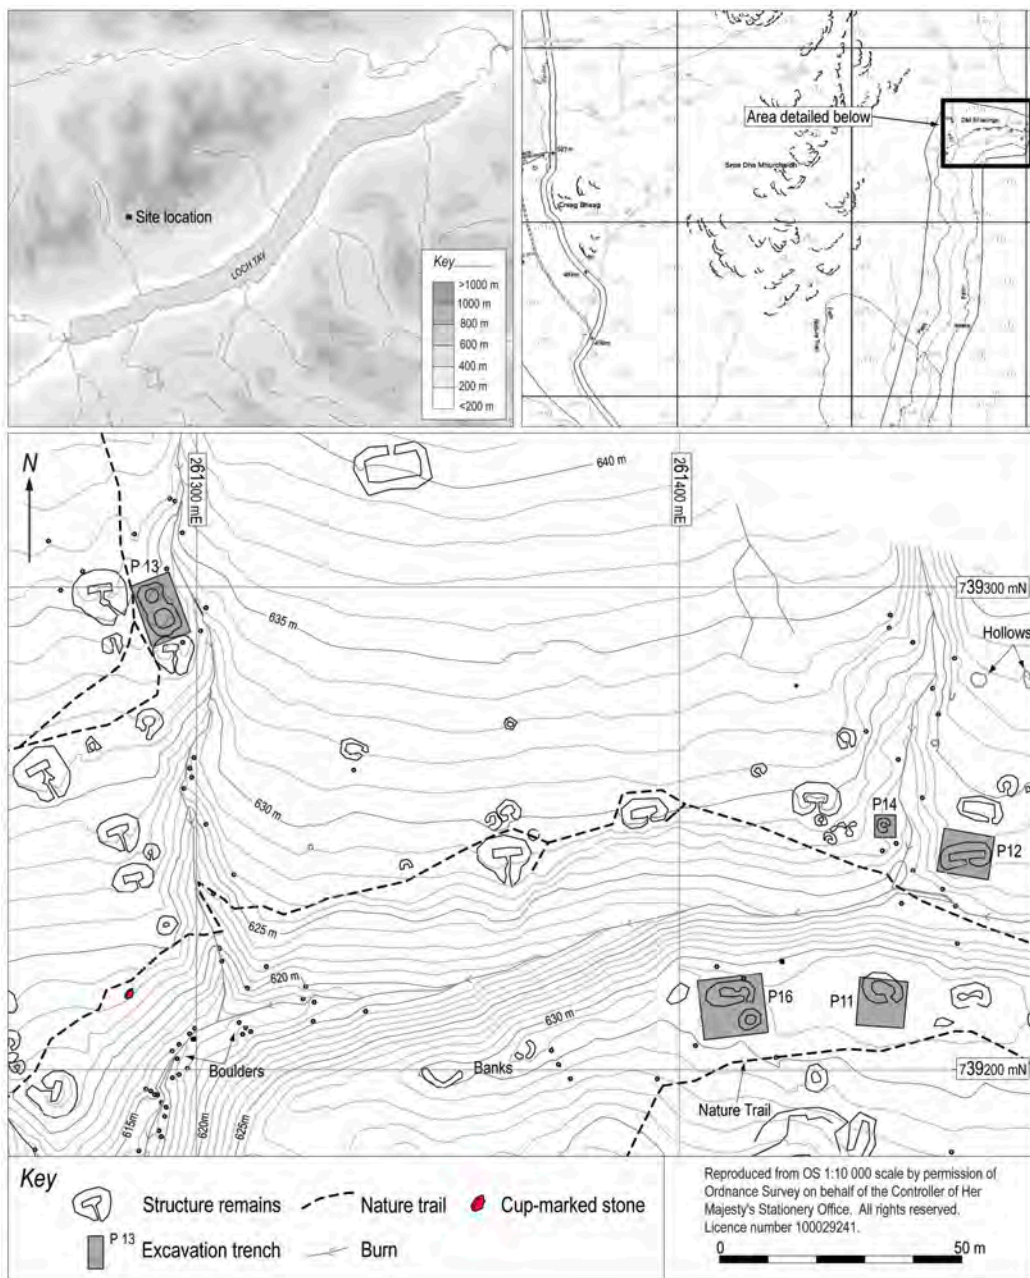 Site location
LOCH TAY
Key
>1000 m
1000 m
800 m
600 m
400 m
200 m
<200 m
Area detailed below
Creag Bheag
Nature Trail
N
261300 mE
261400 mE
640 m
P 13
739300 mN
635 m
Hollows
630 m
P14
P12
625 m
620 m
P16
P11
630 m
Boulders
Banks
739200 mN
Nature Trail
615m
620m
625m
Key
Structure remains
Nature trail
Cup-marked stone
P 13
Excavation trench
Burn
Reproduced from OS 1:10 000 scale by permission of
Ordnance Survey on behalf of the Controller of Her
Majesty's Stationery Office. All rights reserved.
Licence number 100029241.
0
50 m